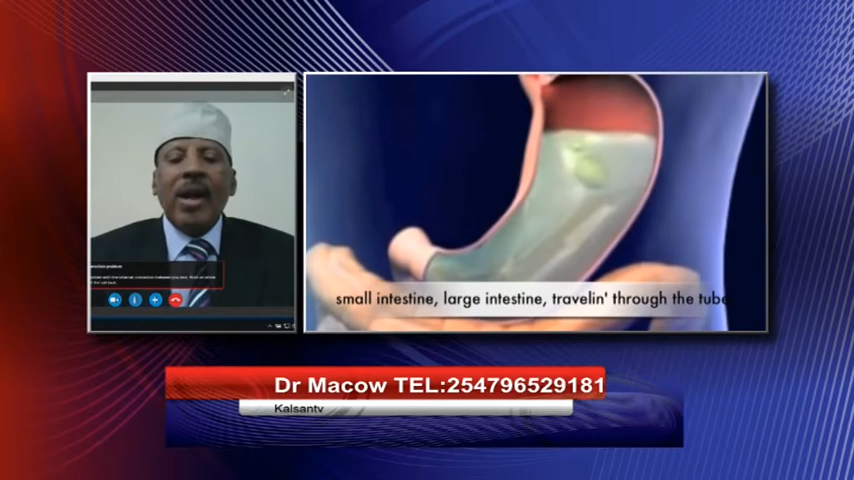 small intestine, large intestine, travelin' through the tube
Dr Macow TEL:254796529181
Kalsantv